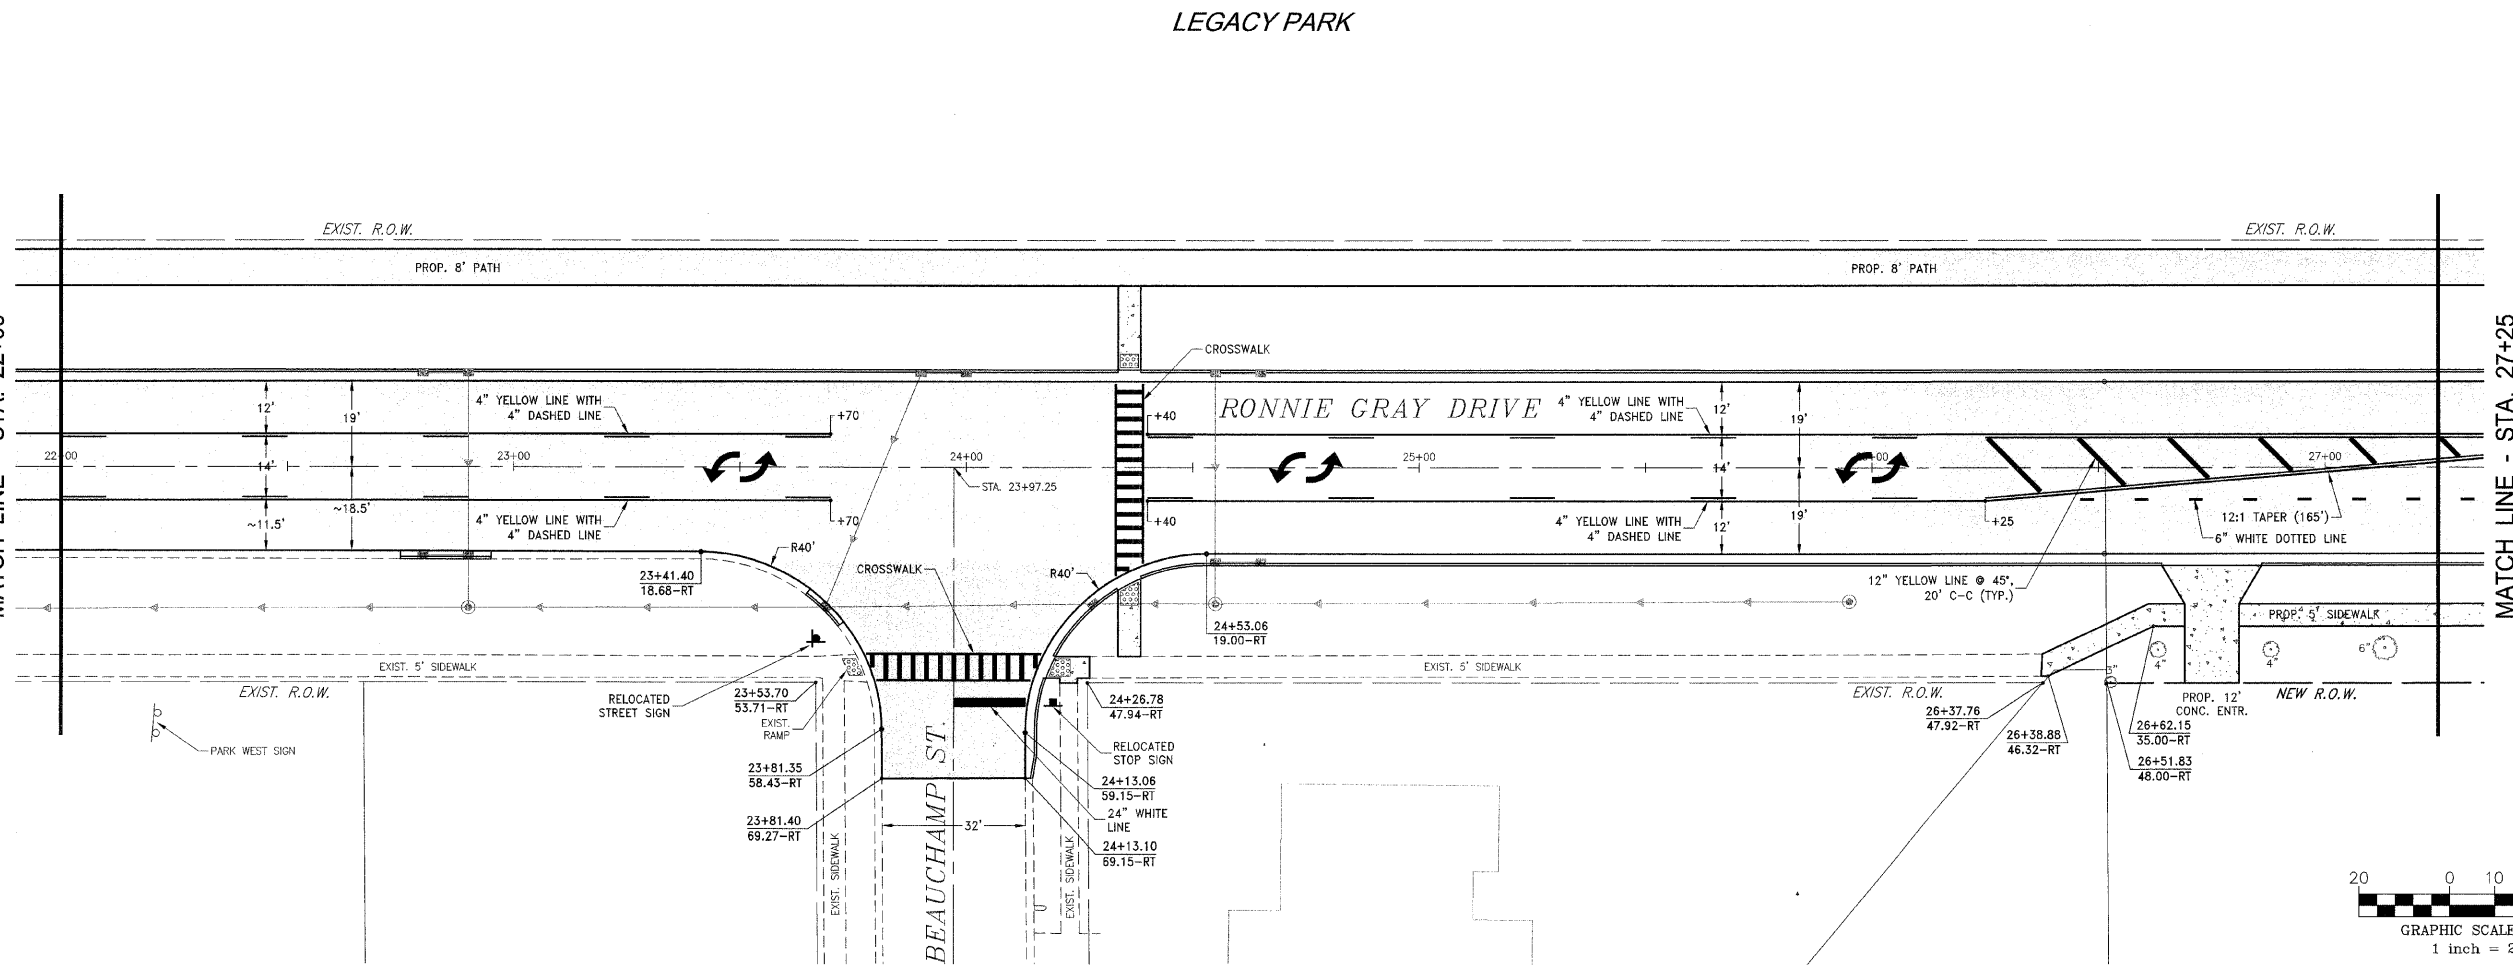 LEGACY PARK
EXIST. R.O.W.
EXIST. R.O.W.
PROP. 8' PATH
PROP. 8' PATH
CROSSWALK
MATCH LINE - STA. 27+25
12'
19'
4" YELLOW LINE WITH
4" DASHED LINE
+70
+40
RONNIE GRAY DRIVE
4" YELLOW LINE WITH
4" DASHED LINE
12'
19'
22+00
23+00
24+00
25+00
27+00
14'
14'
STA. 23+97.25
~11.5'
~18.5'
4" YELLOW LINE WITH
4" DASHED LINE
+70
+40
4" YELLOW LINE WITH
4" DASHED LINE
12'
19'
+25
12:1 TAPER (165')
6" WHITE DOTTED LINE
R40'
CROSSWALK
R40'
23+41.40
18.68-RT
12" YELLOW LINE @ 45°,
20' C-C (TYP.)
24+53.06
19.00-RT
PROP. 5' SIDEWALK
EXIST. 5' SIDEWALK
EXIST. 5' SIDEWALK
4"
4"
6"
3"
EXIST. R.O.W.
RELOCATED
STREET SIGN
23+53.70
53.71-RT
EXIST.
RAMP
24+26.78
47.94-RT
EXIST. R.O.W.
26+37.76
47.92-RT
PROP. 12'
CONC. ENTR.
NEW R.O.W.
PARK WEST SIGN
RELOCATED
STOP SIGN
26+38.88
46.32-RT
26+62.15
35.00-RT
26+51.83
48.00-RT
23+81.35
58.43-RT
24+13.06
59.15-RT
24" WHITE
LINE
23+81.40
69.27-RT
32'
24+13.10
69.15-RT
EXIST. SIDEWALK
BEAUCHAMP ST.
EXIST. SIDEWALK
20 0 10
GRAPHIC SCALE
1 inch = 2